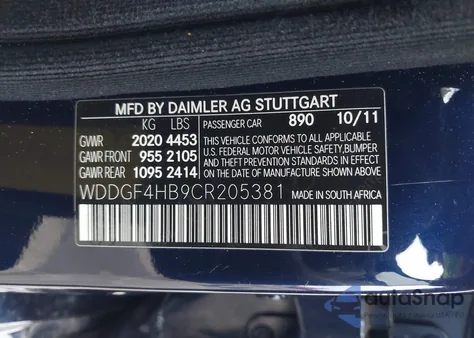 MFD BY DAIMLER AG STUTTGART
KG LBS
GVWR 2020 4453
GAWR FRONT 955 2105
GAWR REAR 1095 2414
PASSENGER CAR 890 10/11
THIS VEHICLE CONFORMS TO ALL APPLICABLE
U.S. FEDERAL MOTOR VEHICLE SAFETY, BUMPER
AND THEFT PREVENTION STANDARDS IN EFFECT
ON THE DATE OF MANUFACTURE SHOWN ABOVE
WDDGF4HB9CR205381 MADE IN SOUTH AFRICA
autoSnap